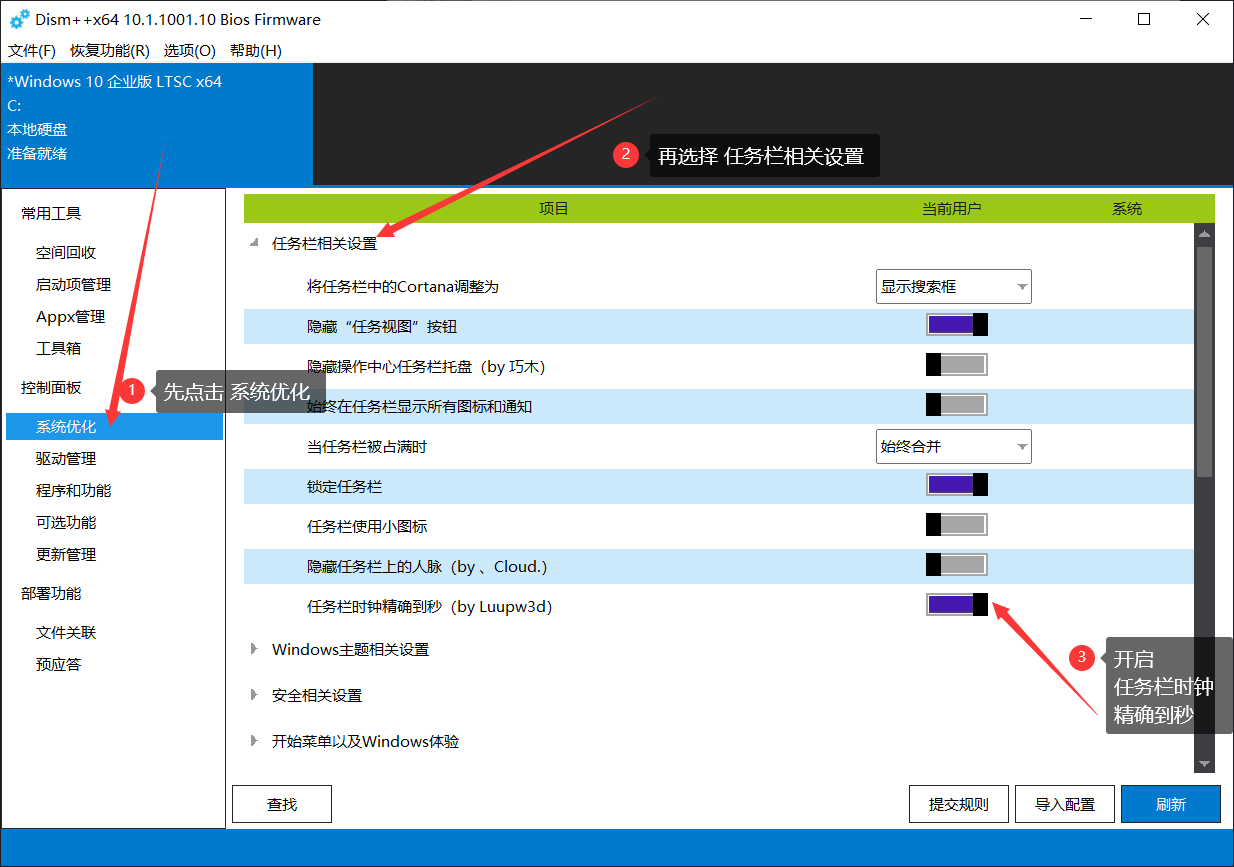 Dism++x64 10.1.1001.10 Bios Firmware
文件(F) 恢复功能(R) 选项(O) 帮助(H)
*Windows 10 企业版 LTSC x64
C:
本地硬盘
准备就绪
2 再选择 任务栏相关设置
常用工具
空间回收
启动项管理
Appx管理
工具箱
控制面板
1 先点击 系统优化
系统优化
驱动管理
程序和功能
可选功能
更新管理
部署功能
文件关联
预应答
项目 当前用户 系统
任务栏相关设置
将任务栏中的Cortana调整为 显示搜索框
隐藏“任务视图”按钮
隐藏操作中心任务栏托盘（by 巧木）
始终在任务栏显示所有图标和通知
当任务栏被占满时 始终合并
锁定任务栏
任务栏使用小图标
隐藏任务栏上的人脉（by 、Cloud.）
任务栏时钟精确到秒（by Luupw3d）
3 开启
任务栏时钟
精确到秒
Windows主题相关设置
安全相关设置
开始菜单以及Windows体验
查找 提交规则 导入配置 刷新